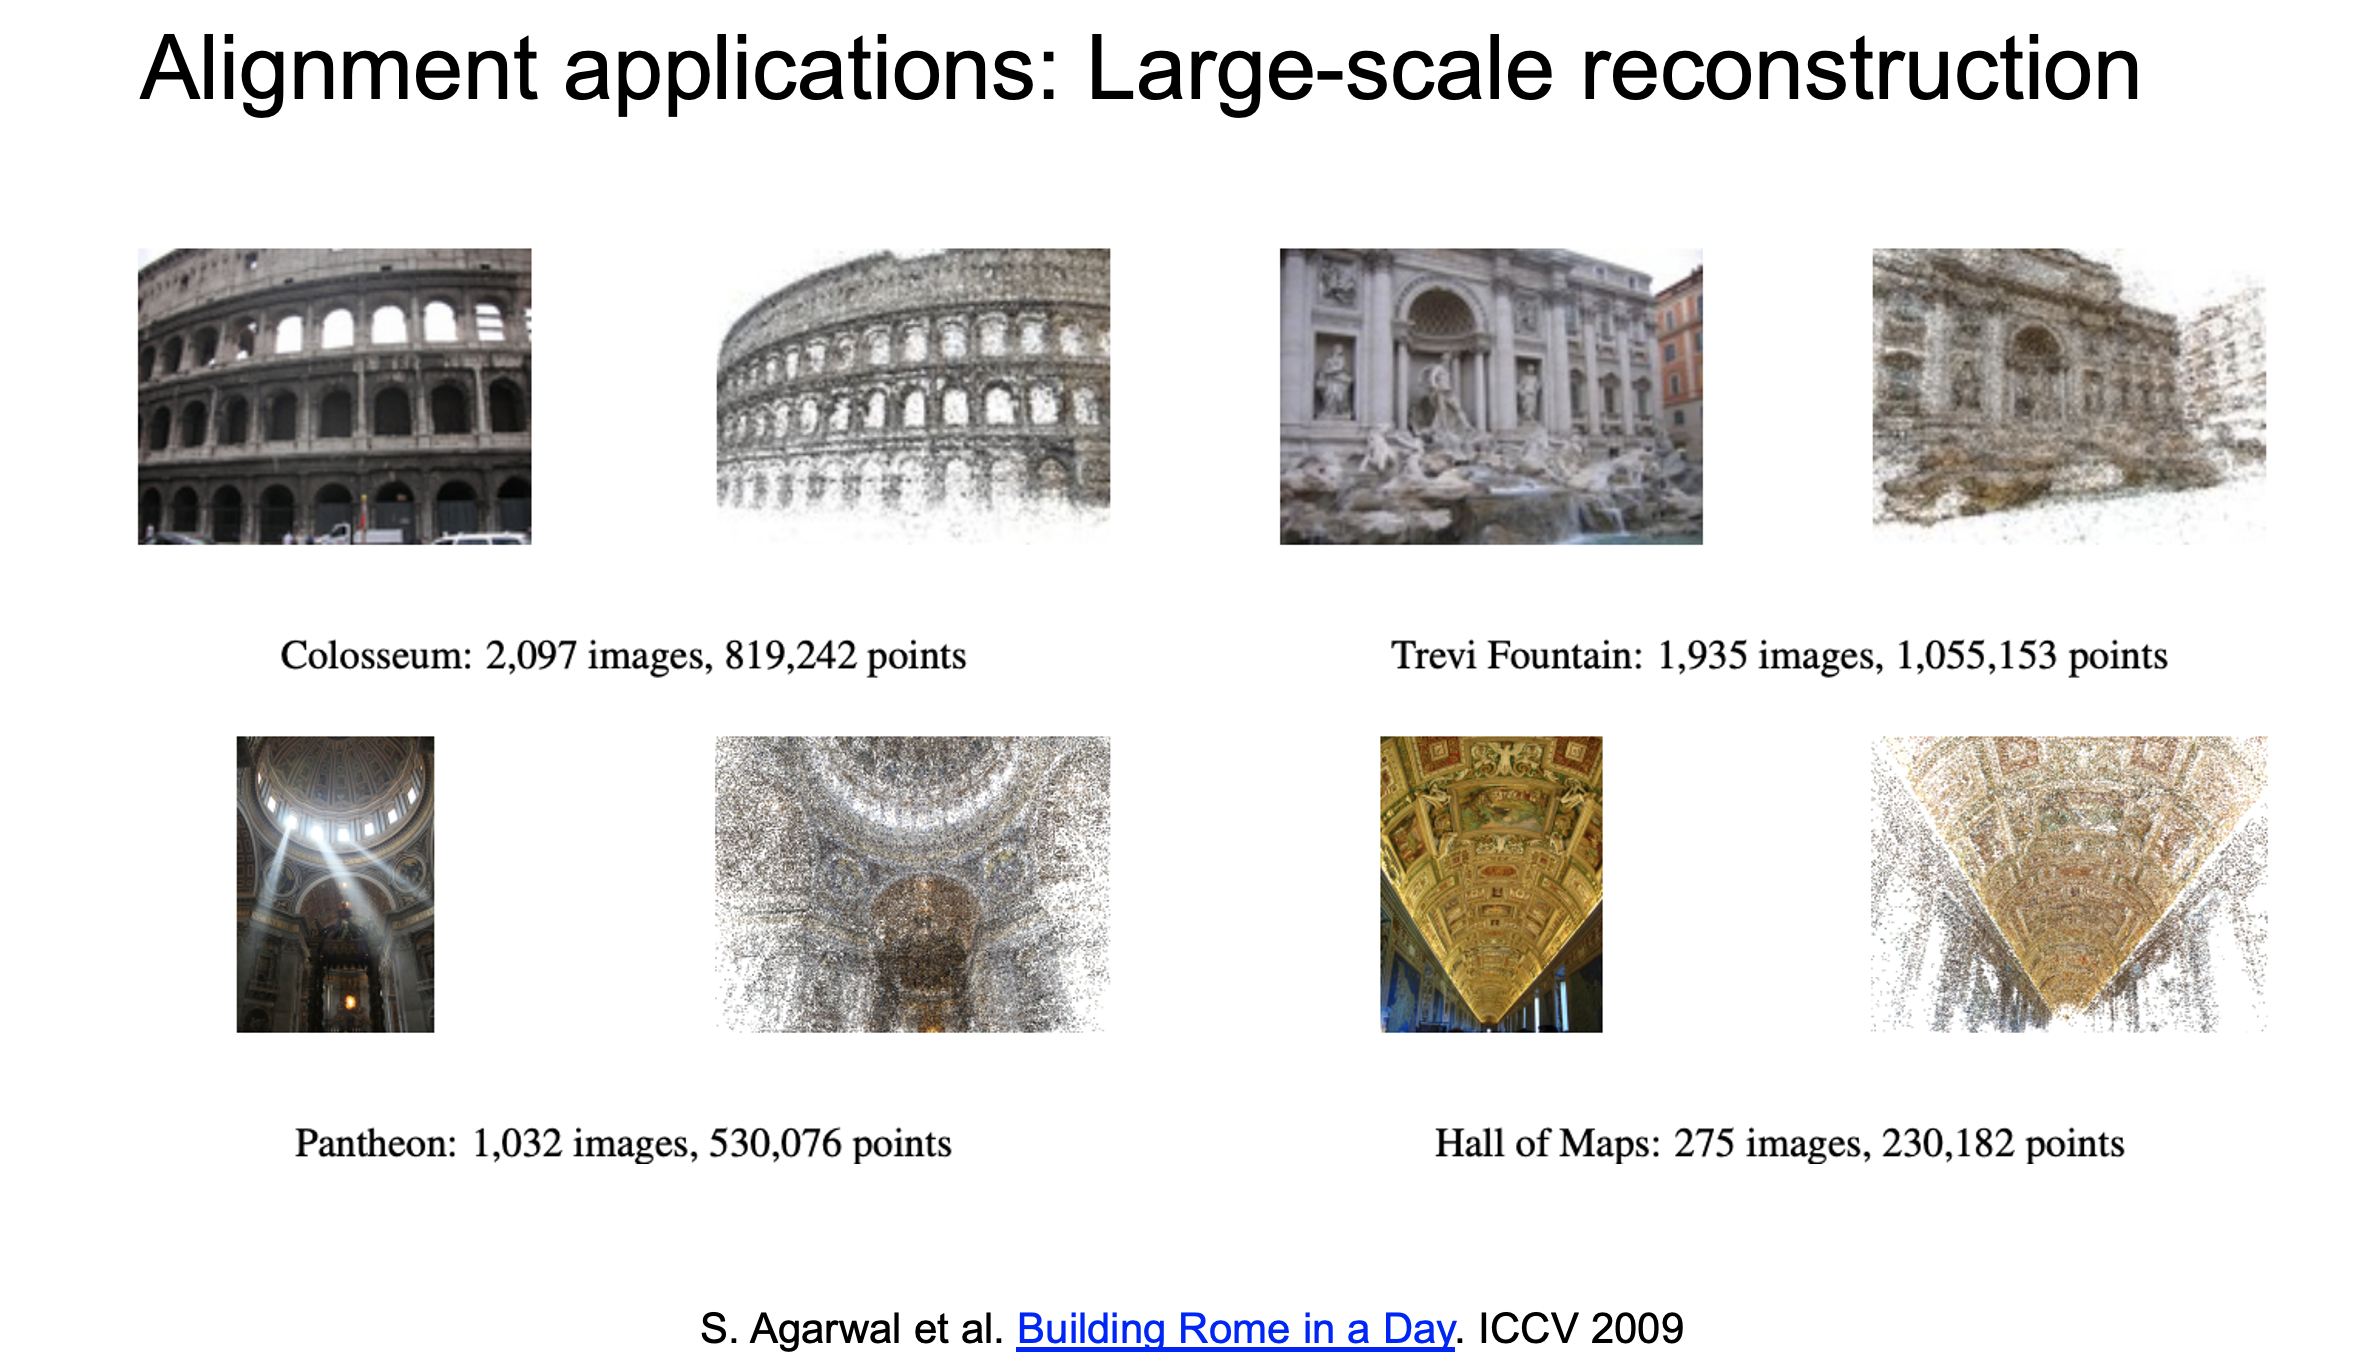 Alignment applications: Large-scale reconstruction
Colosseum: 2,097 images, 819,242 points
Trevi Fountain: 1,935 images, 1,055,153 points
Pantheon: 1,032 images, 530,076 points
Hall of Maps: 275 images, 230,182 points
S. Agarwal et al. Building Rome in a Day. ICCV 2009